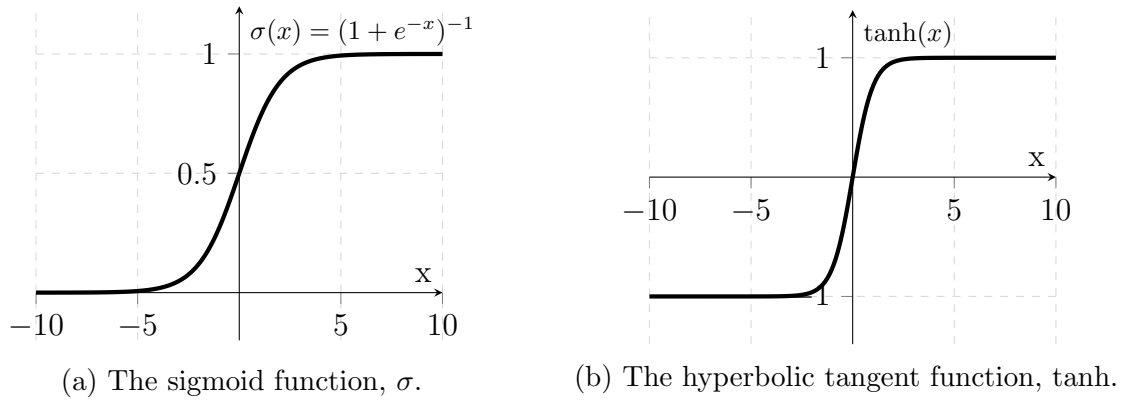 σ(x) = (1 + e^{-x})^{-1}
1
0.5
x
−10 −5 5 10
(a) The sigmoid function, σ.
tanh(x)
1
x
−10 −5 5 10
−1
(b) The hyperbolic tangent function, tanh.